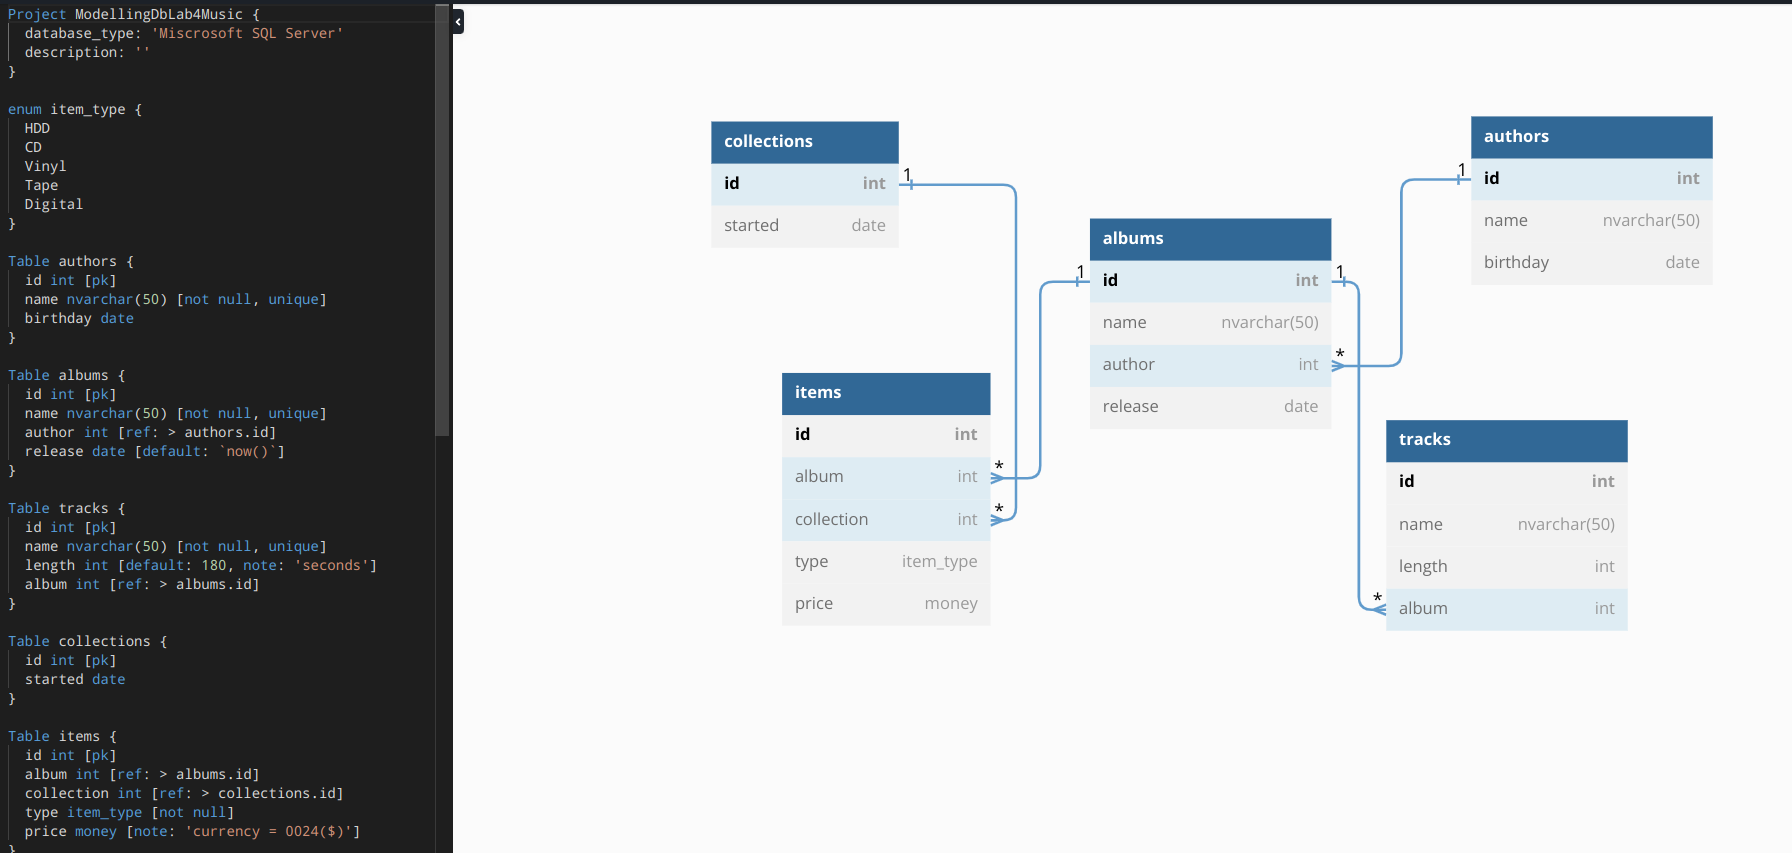 Project ModellingDbLab4Music {
database_type: 'Miscrosoft SQL Server'
description: ''
}
enum item_type {
HDD
CD
Vinyl
Tape
Digital
}
Table authors {
id int [pk]
name nvarchar(50) [not null, unique]
birthday date
}
Table albums {
id int [pk]
name nvarchar(50) [not null, unique]
author int [ref: > authors.id]
release date [default: `now()`]
}
Table tracks {
id int [pk]
name nvarchar(50) [not null, unique]
length int [default: 180, note: 'seconds']
album int [ref: > albums.id]
}
Table collections {
id int [pk]
started date
}
Table items {
id int [pk]
album int [ref: > albums.id]
collection int [ref: > collections.id]
type item_type [not null]
price money [note: 'currency = 0024($)']
}
collections
id int 1
started date
items
id int
album int *
collection int *
type item_type
price money
albums
1 id int 1
name nvarchar(50)
author int *
release date
authors
1 id int
name nvarchar(50)
birthday date
tracks
id int
name nvarchar(50)
length int
* album int